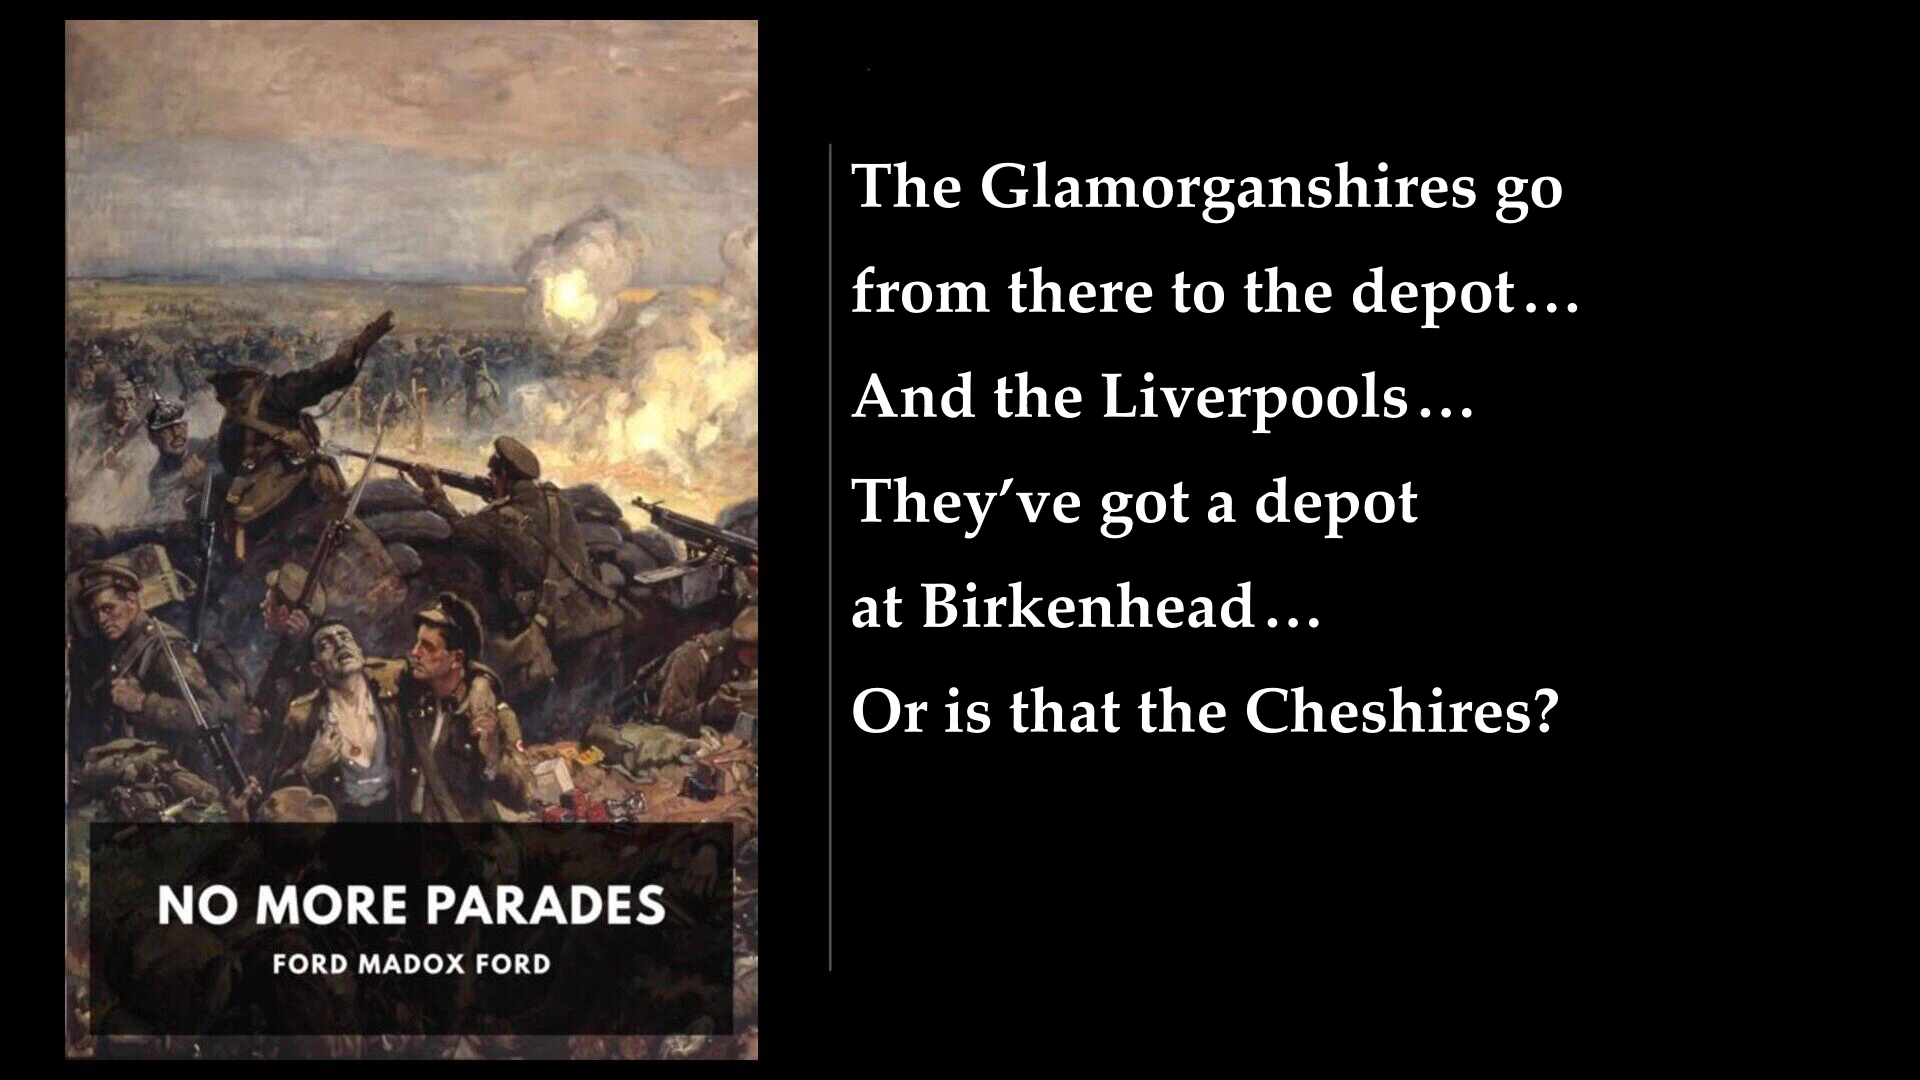 The Glamorganshires go
from there to the depot…
And the Liverpools…
They’ve got a depot
at Birkenhead…
Or is that the Cheshires?
NO MORE PARADES
FORD MADOX FORD